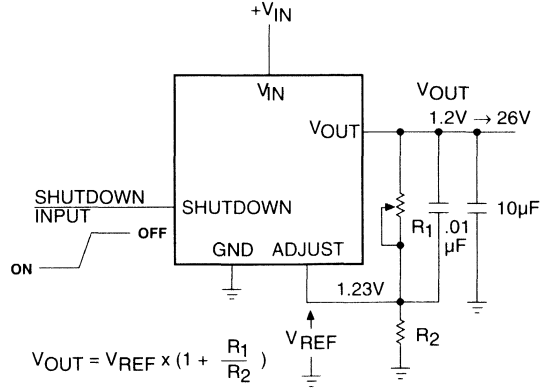 +VIN
VIN
VOUT
VOUT
1.2V → 26V
SHUTDOWN
INPUT
SHUTDOWN
OFF
ON
GND ADJUST
R1
.01
µF
10µF
1.23V
VREF
R2
VOUT = VREF x (1 + R1/R2 )